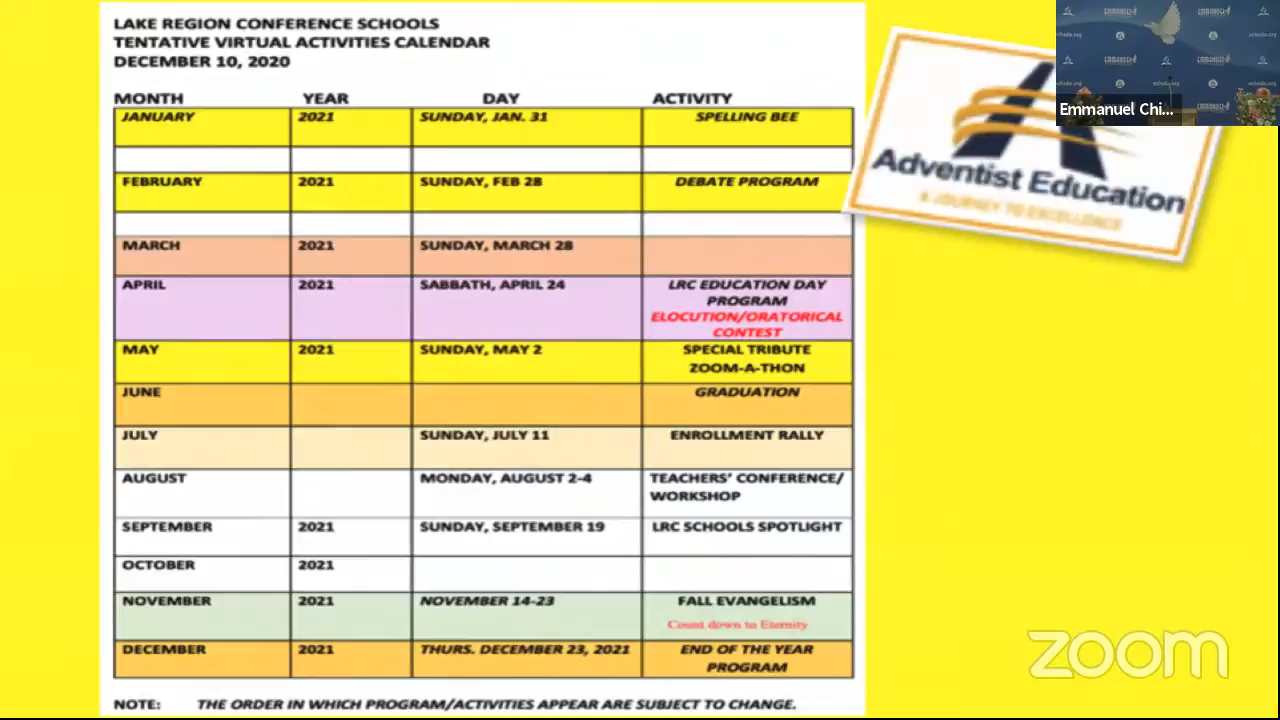 LAKE REGION CONFERENCE SCHOOLS
TENTATIVE VIRTUAL ACTIVITIES CALENDAR
DECEMBER 10, 2020
MONTH YEAR DAY ACTIVITY
JANUARY 2021 SUNDAY, JAN. 31 SPELLING BEE
FEBRUARY 2021 SUNDAY, FEB 28 DEBATE PROGRAM
MARCH 2021 SUNDAY, MARCH 28
APRIL 2021 SABBATH, APRIL 24 LRC EDUCATION DAY
PROGRAM
ELOCUTION/ORATORICAL
CONTEST
MAY 2021 SUNDAY, MAY 2 SPECIAL TRIBUTE
ZOOM-A-THON
JUNE GRADUATION
JULY SUNDAY, JULY 11 ENROLLMENT RALLY
AUGUST MONDAY, AUGUST 2-4 TEACHERS' CONFERENCE/
WORKSHOP
SEPTEMBER 2021 SUNDAY, SEPTEMBER 19 LRC SCHOOLS SPOTLIGHT
OCTOBER 2021
NOVEMBER 2021 NOVEMBER 14-23 FALL EVANGELISM
Count down to Eternity
DECEMBER 2021 THURS. DECEMBER 23, 2021 END OF THE YEAR
PROGRAM
NOTE: THE ORDER IN WHICH PROGRAM/ACTIVITIES APPEAR ARE SUBJECT TO CHANGE.
Adventist Education
A JOURNEY TO EXCELLENCE
Emmanuel Chi...
zoom